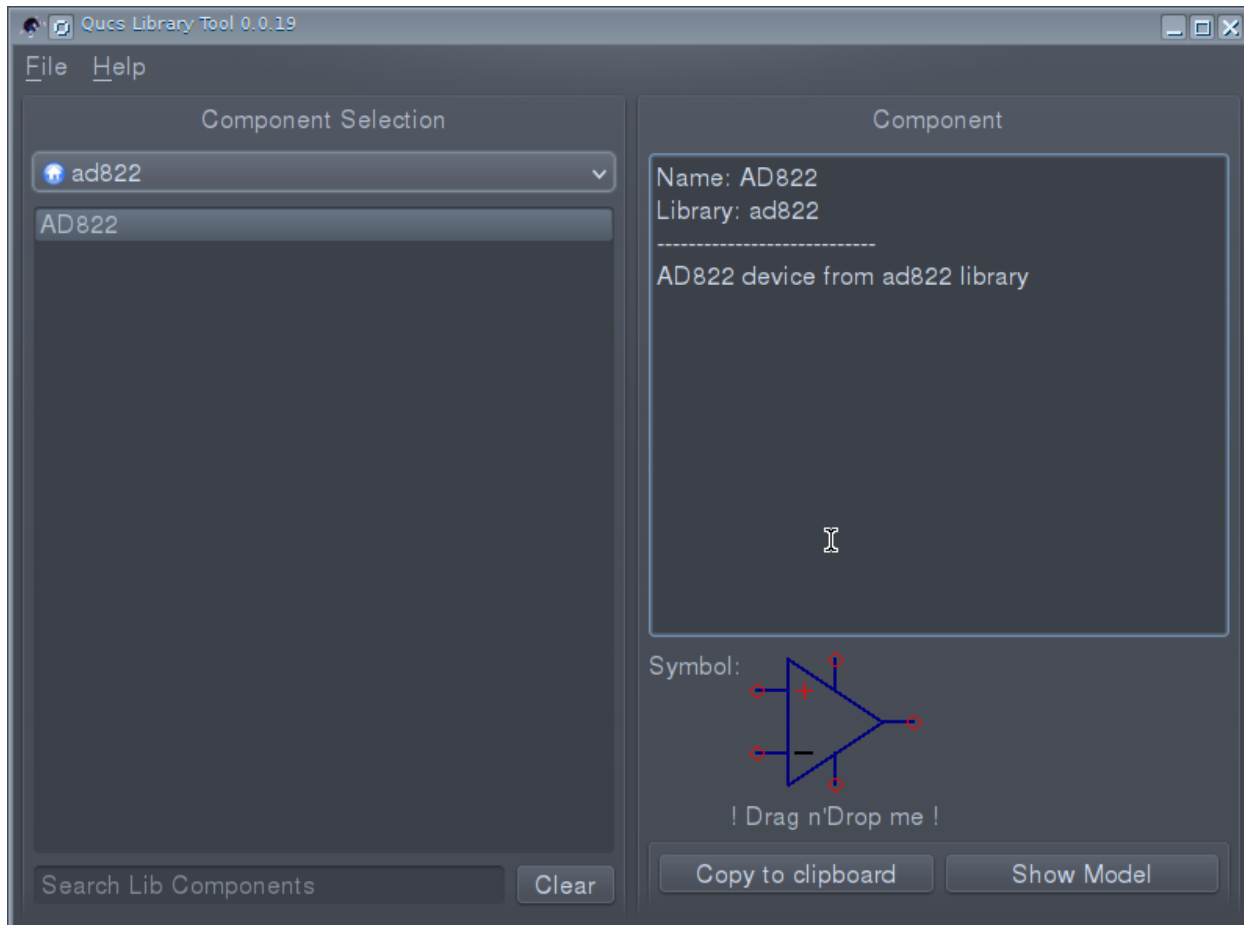 Qucs Library Tool 0.0.19
File Help
Component Selection
ad822
AD822
Search Lib Components
Clear
Component
Name: AD822
Library: ad822
----------------------------
AD822 device from ad822 library
Symbol:
+
−
! Drag n'Drop me !
Copy to clipboard
Show Model